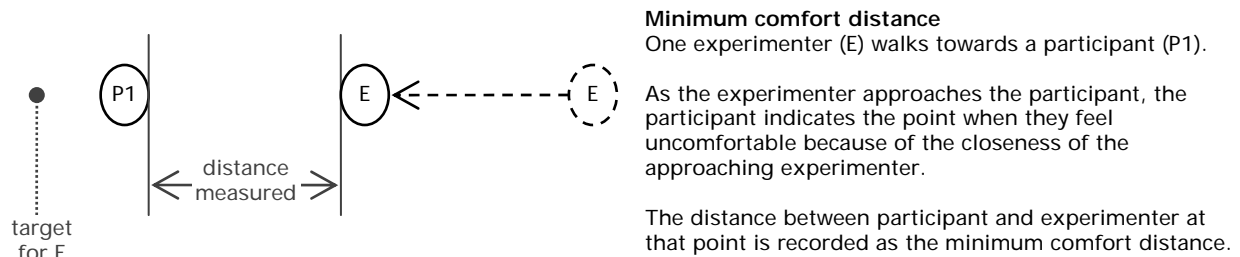 P1
E
E
distance
measured
target
for E
Minimum comfort distance
One experimenter (E) walks towards a participant (P1).
As the experimenter approaches the participant, the
participant indicates the point when they feel
uncomfortable because of the closeness of the
approaching experimenter.
The distance between participant and experimenter at
that point is recorded as the minimum comfort distance.